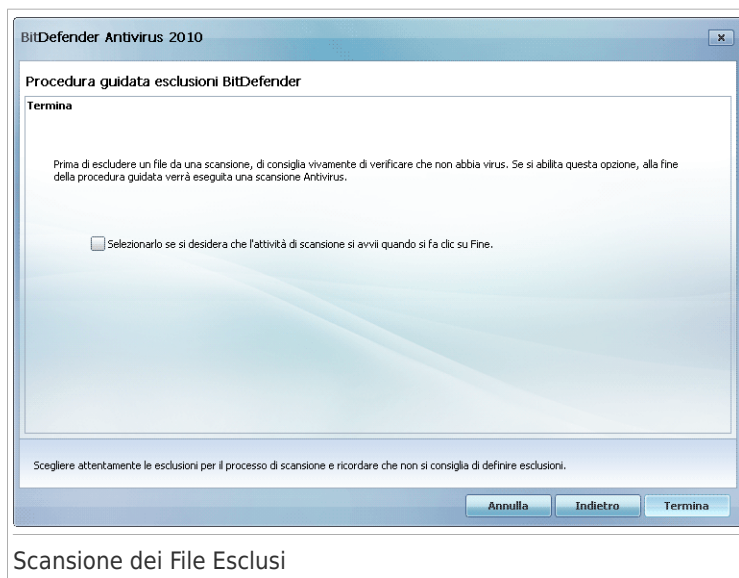 BitDefender Antivirus 2010
Procedura guidata esclusioni BitDefender
Termina
Prima di escludere un file da una scansione, di consiglia vivamente di verificare che non abbia virus. Se si abilita questa opzione, alla fine
della procedura guidata verrà eseguita una scansione Antivirus.
Selezionarlo se si desidera che l'attività di scansione si avvii quando si fa clic su Fine.
Scegliere attentamente le esclusioni per il processo di scansione e ricordare che non si consiglia di definire esclusioni.
Annulla Indietro Termina
Scansione dei File Esclusi